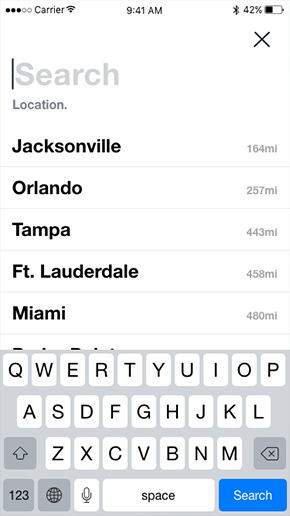 Carrier 9:41 AM 42%
Search
Location.
Jacksonville 164mi
Orlando 257mi
Tampa 443mi
Ft. Lauderdale 458mi
Miami 480mi
Q W E R T Y U I O P
A S D F G H J K L
Z X C V B N M
123 space Search